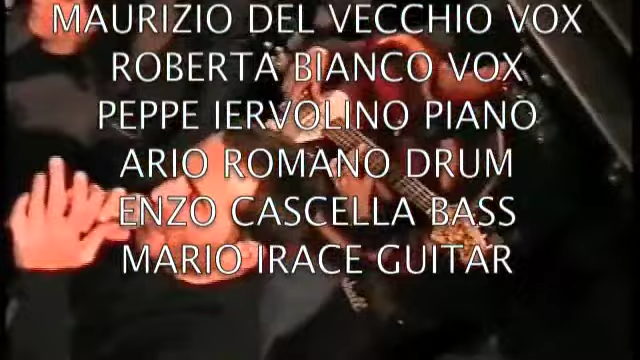 MAURIZIO DEL VECCHIO VOX
ROBERTA BIANCO VOX
PEPPE IERVOLINO PIANO
ARIO ROMANO DRUM
ENZO CASCELLA BASS
MARIO IRACE GUITAR